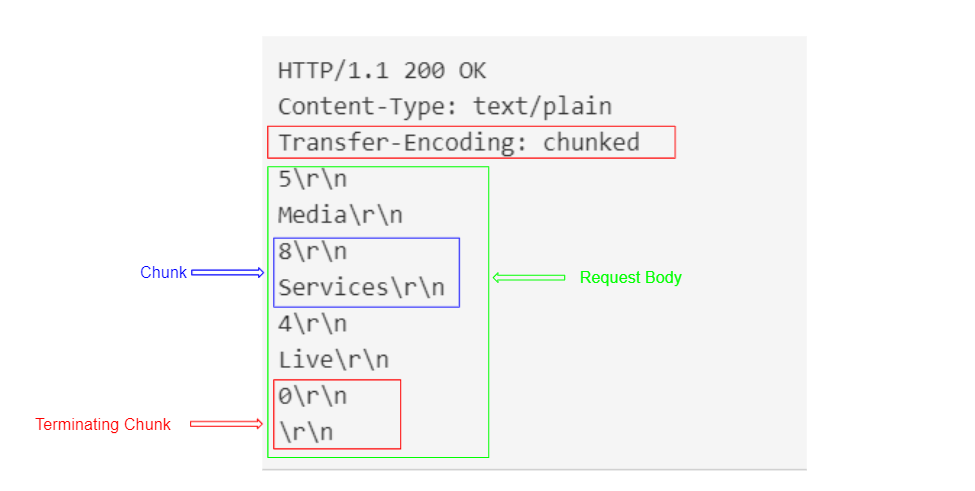 HTTP/1.1 200 OK
Content-Type: text/plain
Transfer-Encoding: chunked
5\r\n
Media\r\n
8\r\n
Chunk
Services\r\n
Request Body
4\r\n
Live\r\n
0\r\n
Terminating Chunk
\r\n